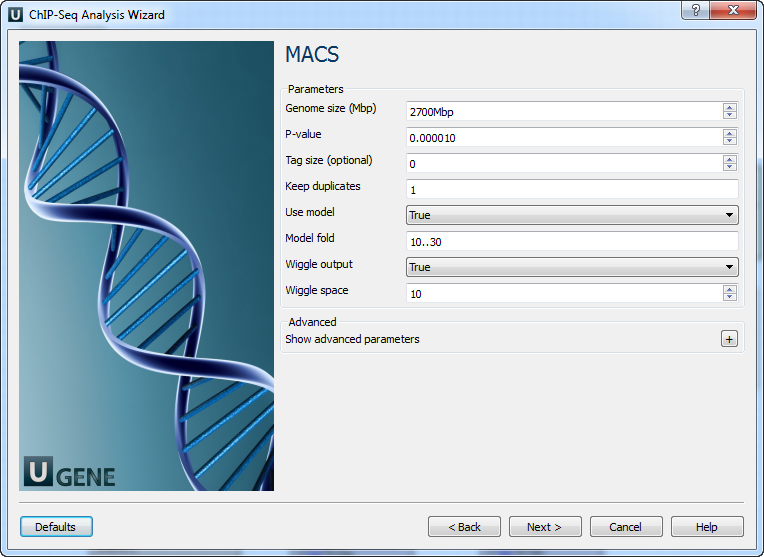 U ChIP-Seq Analysis Wizard
MACS
Parameters
Genome size (Mbp) 2700Mbp
P-value 0.000010
Tag size (optional) 0
Keep duplicates 1
Use model True
Model fold 10..30
Wiggle output True
Wiggle space 10
Advanced
Show advanced parameters +
U GENE
Defaults < Back Next > Cancel Help